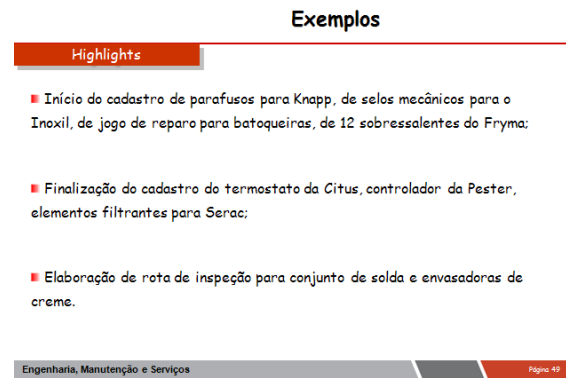 Exemplos
Highlights
Início do cadastro de parafusos para Knapp, de selos mecânicos para o
Inoxil, de jogo de reparo para batoqueiras, de 12 sobressalentes do Fryma;
Finalização do cadastro do termostato da Citus, controlador da Pester,
elementos filtrantes para Serac;
Elaboração de rota de inspeção para conjunto de solda e envasadoras de
creme.
Engenharia, Manutenção e Serviços
Página 49